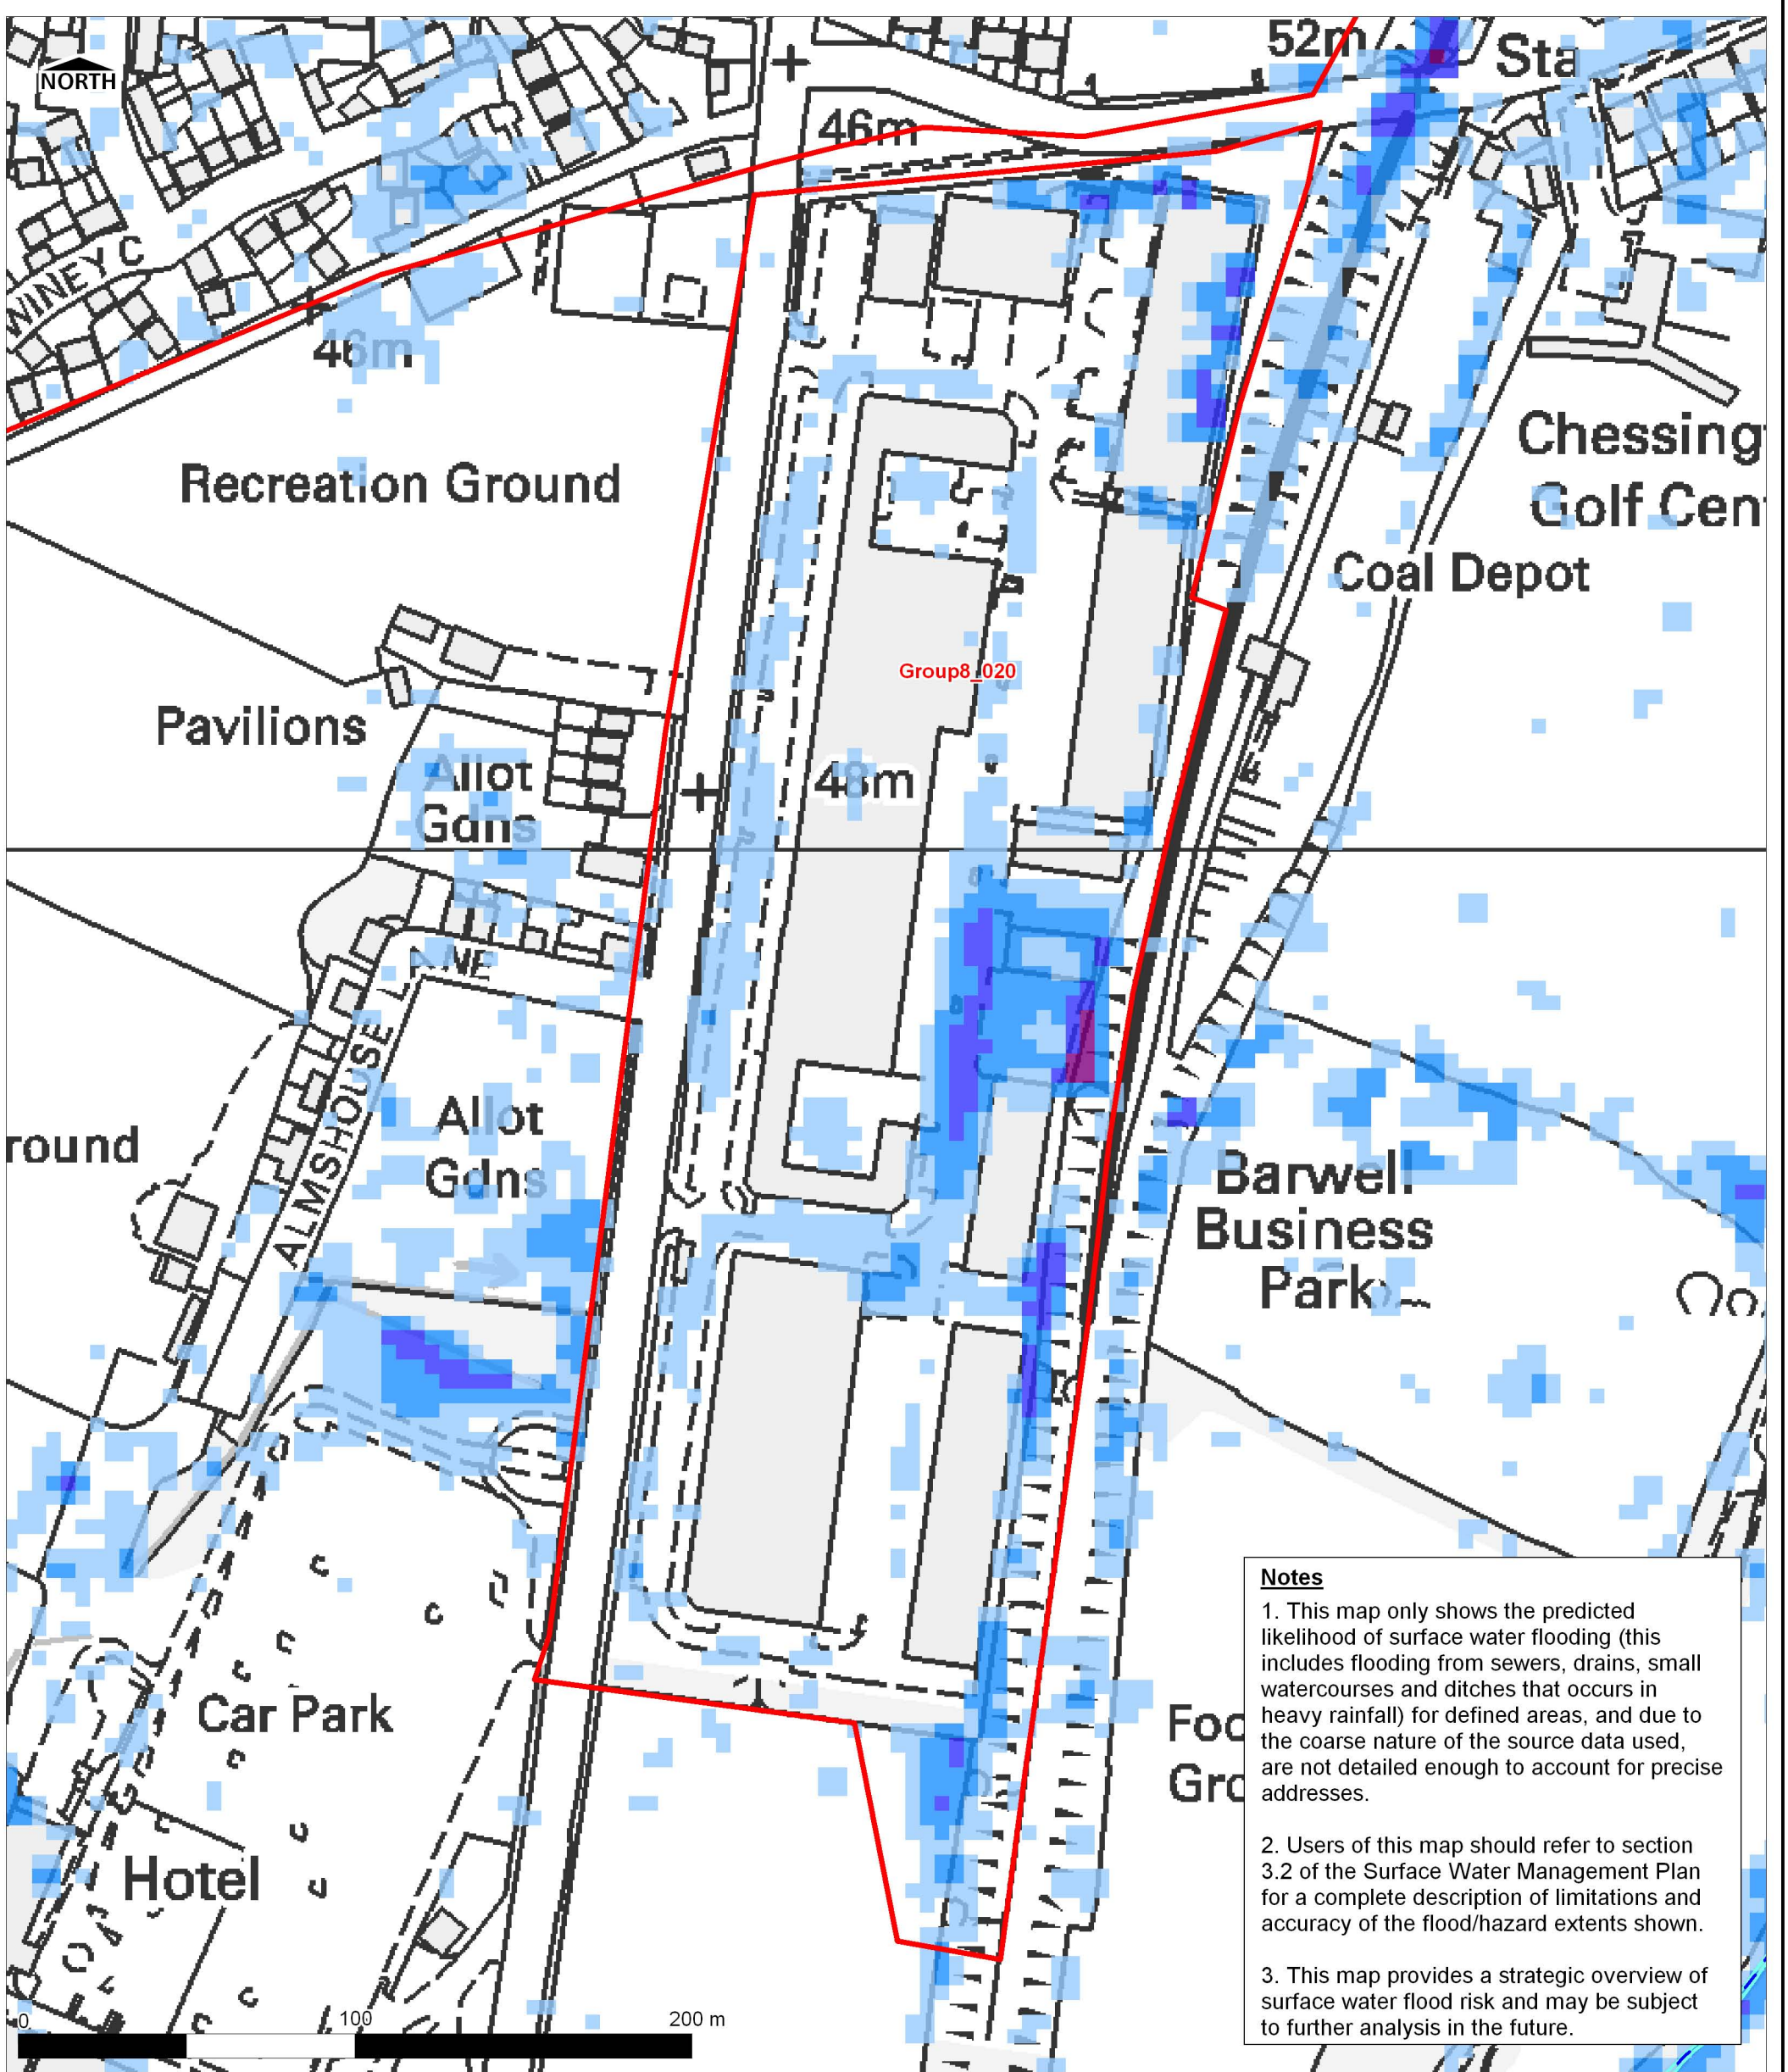 52m
Sta
NORTH
46m
WINEY C
46m
Chessing
Golf Cen
Recreation Ground
Coal Depot
Group8_020
Pavilions
Allot
Gdns
48m
ALMSHOUSE LANE
Allot
Gdns
round
Barwell
Business
Park
Car Park
Foo
Gro
Hotel
0 100 200 m
Notes
1. This map only shows the predicted
likelihood of surface water flooding (this
includes flooding from sewers, drains, small
watercourses and ditches that occurs in
heavy rainfall) for defined areas, and due to
the coarse nature of the source data used,
are not detailed enough to account for precise
addresses.
2. Users of this map should refer to section
3.2 of the Surface Water Management Plan
for a complete description of limitations and
accuracy of the flood/hazard extents shown.
3. This map provides a strategic overview of
surface water flood risk and may be subject
to further analysis in the future.